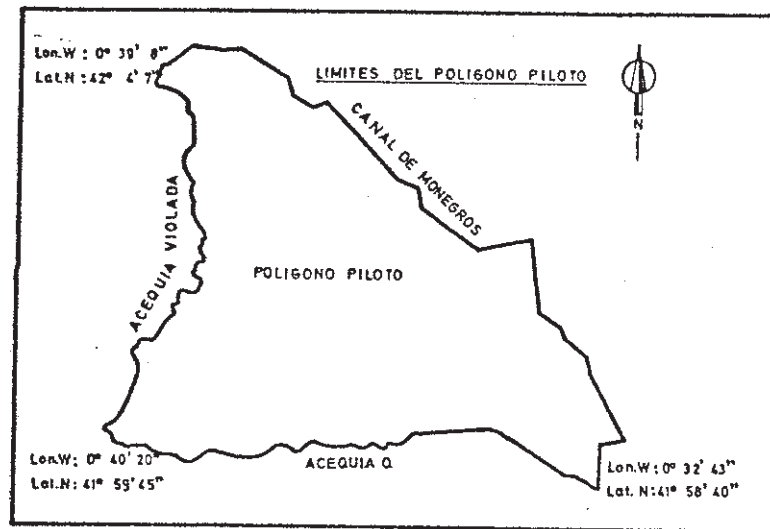 Lon.W: 0° 39' 8"
Lat.N: 42° 4' 7"
LIMITES DEL POLIGONO PILOTO
N
CANAL DE MONEGROS
ACEQUIA VIOLADA
POLIGONO PILOTO
Lon.W: 0° 40' 20"
Lat.N: 41° 59' 45"
ACEQUIA Q.
Lon.W: 0° 32' 43"
Lat. N: 41° 58' 40"